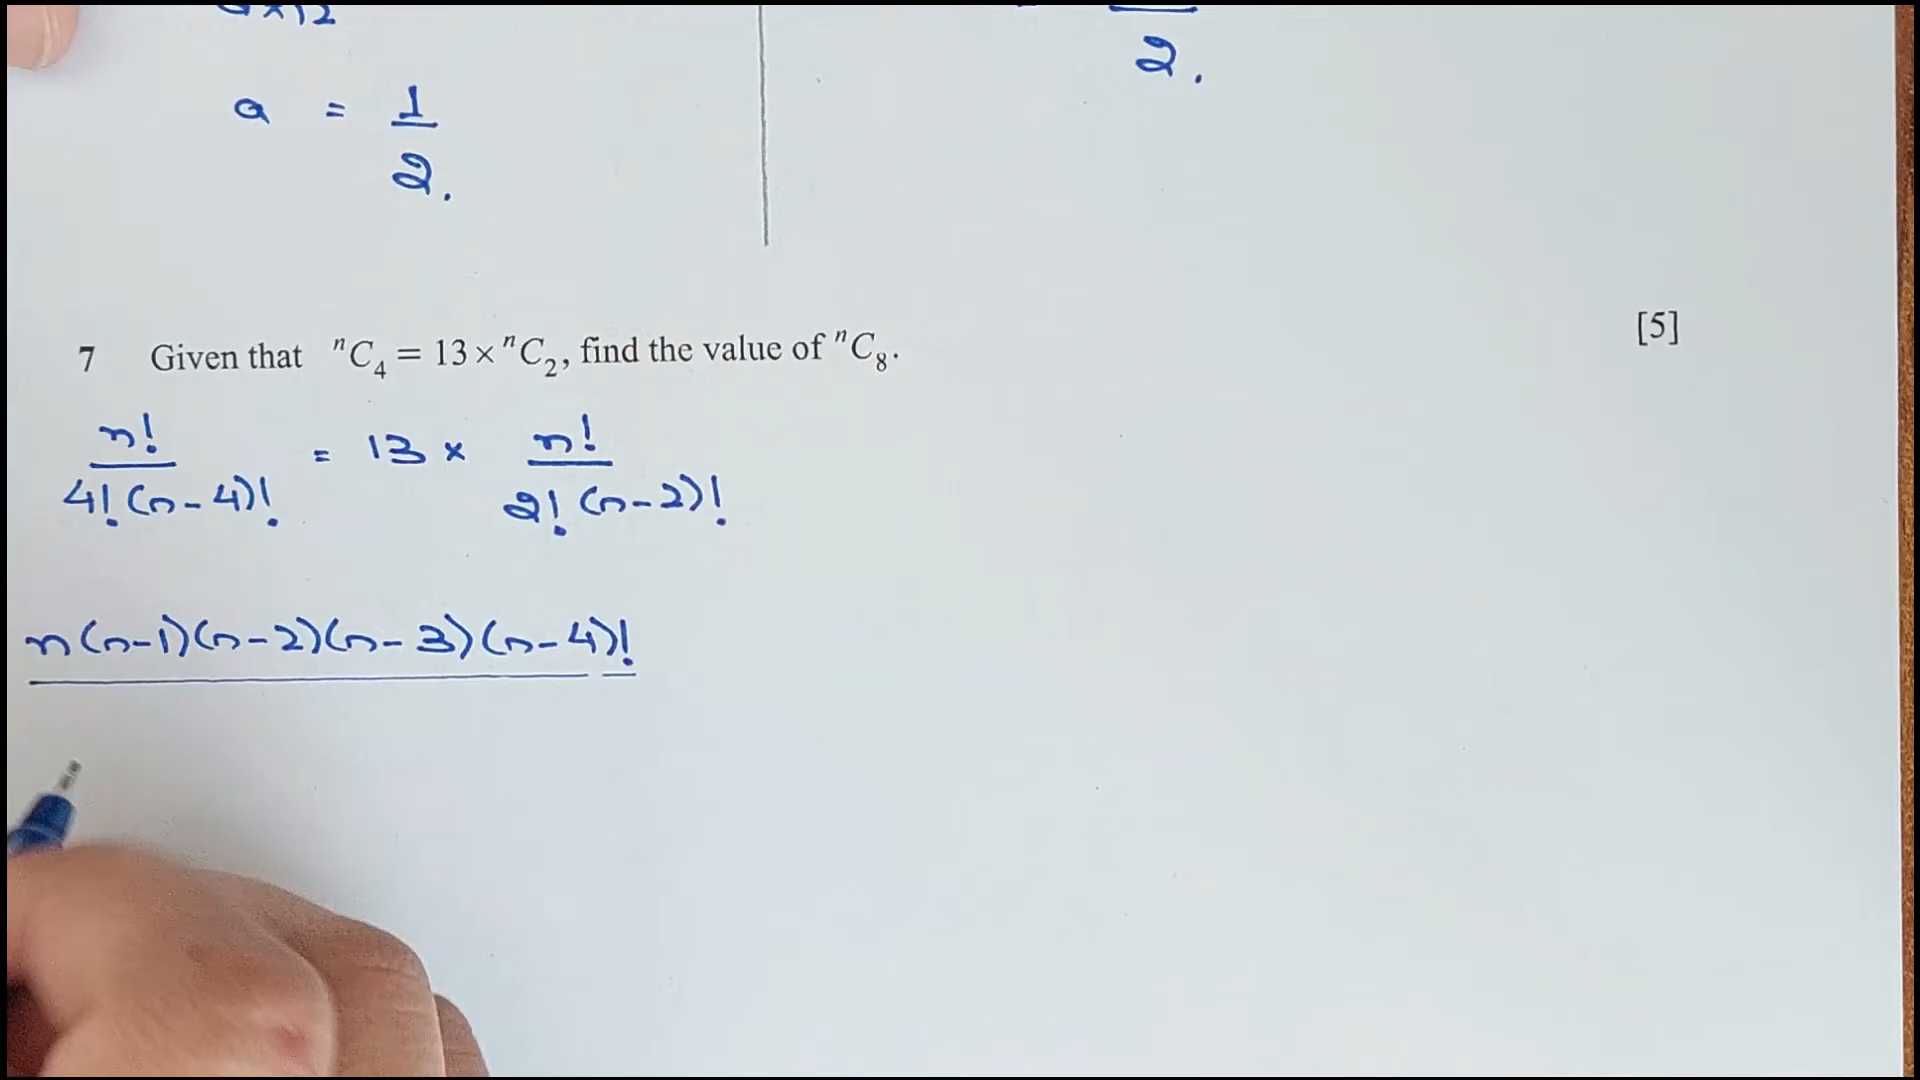 a = 1/2.
2.
7 Given that ⁿC₄ = 13 × ⁿC₂, find the value of ⁿC₈. [5]
n!/4!(n-4)! = 13 × n!/2!(n-2)!
n(n-1)(n-2)(n-3)(n-4)!